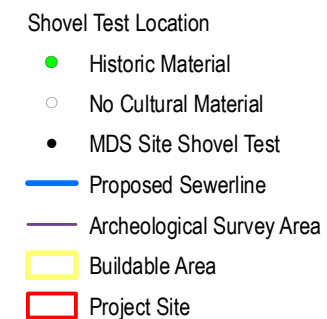 Shovel Test Location
Historic Material
No Cultural Material
MDS Site Shovel Test
Proposed Sewerline
Archeological Survey Area
Buildable Area
Project Site